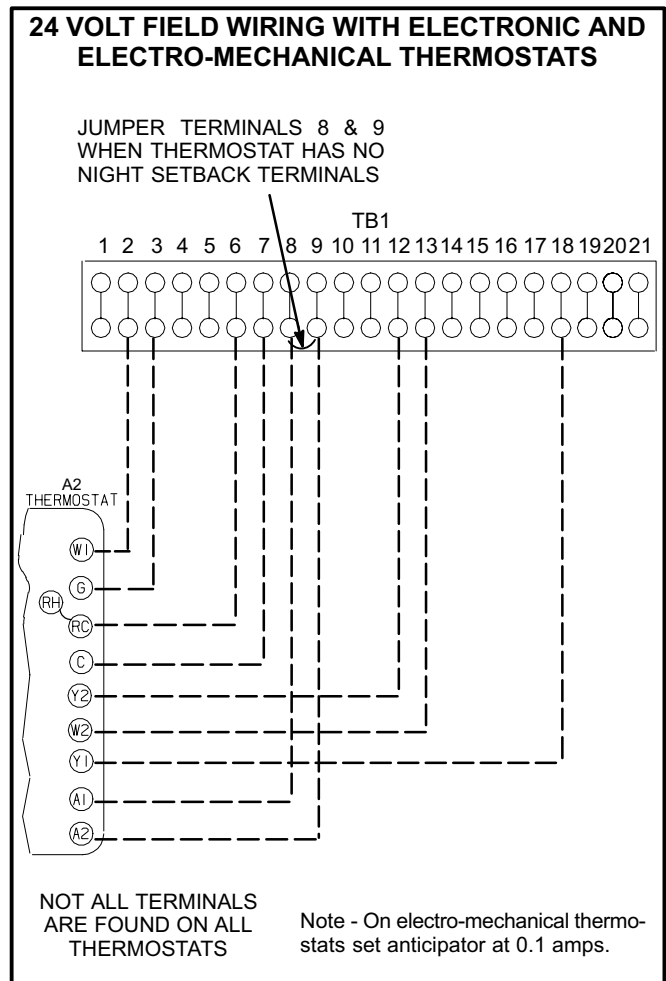 24 VOLT FIELD WIRING WITH ELECTRONIC AND
ELECTRO-MECHANICAL THERMOSTATS
JUMPER TERMINALS 8 & 9
WHEN THERMOSTAT HAS NO
NIGHT SETBACK TERMINALS
TB1
1 2 3 4 5 6 7 8 9 10 11 12 13 14 15 16 17 18 19 20 21
A2
THERMOSTAT
W1
G
RH
RC
C
Y2
W2
Y1
A1
A2
NOT ALL TERMINALS
ARE FOUND ON ALL
THERMOSTATS
Note - On electro-mechanical thermo-
stats set anticipator at 0.1 amps.